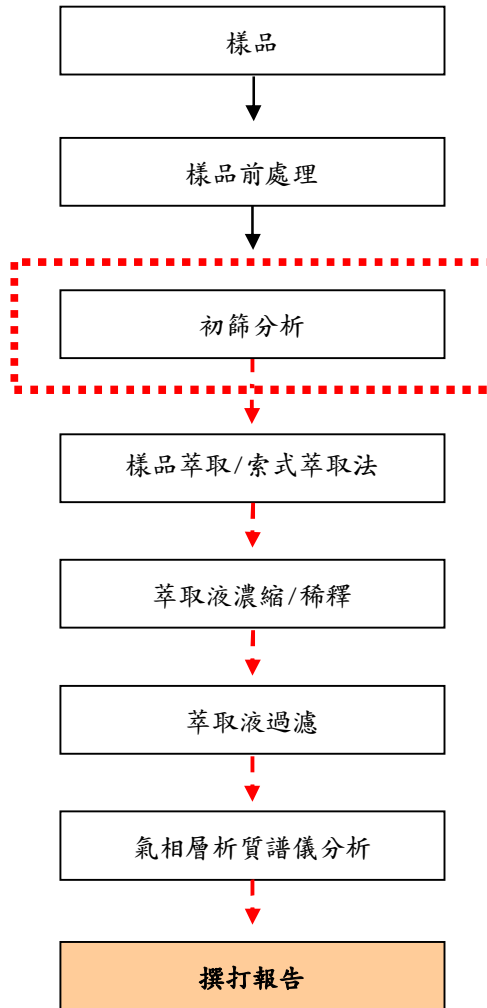 樣品
樣品前處理
初篩分析
樣品萃取/索式萃取法
萃取液濃縮/稀釋
萃取液過濾
氣相層析質譜儀分析
撰打報告